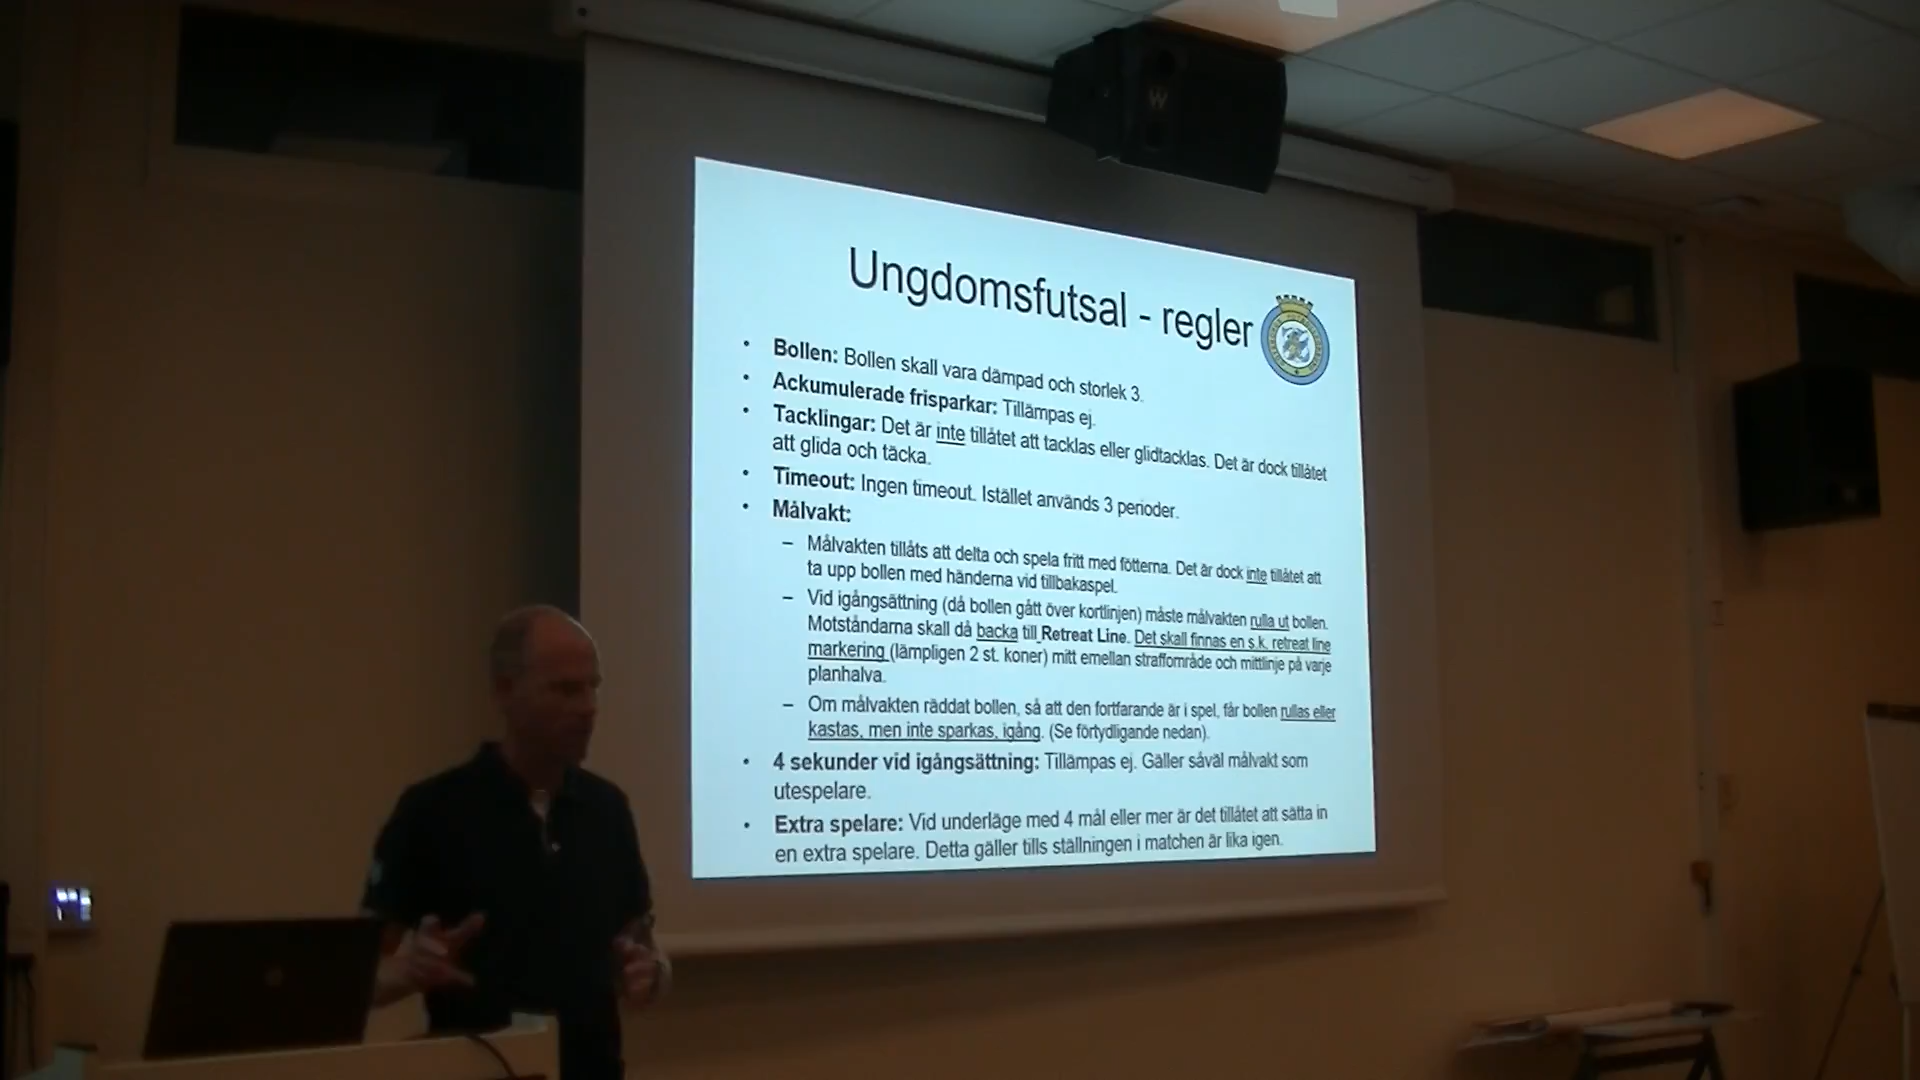 Ungdomsfutsal - regler
• Bollen: Bollen skall vara dämpad och storlek 3.
• Ackumulerade frisparkar: Tillämpas ej.
• Tacklingar: Det är inte tillåtet att tacklas eller glidtacklas. Det är dock tillåtet
att glida och täcka.
• Timeout: Ingen timeout. Istället används 3 perioder.
• Målvakt:
– Målvakten tillåts att delta och spela fritt med fötterna. Det är dock inte tillåtet att
ta upp bollen med händerna vid tillbakaspel.
– Vid igångsättning (då bollen gått över kortlinjen) måste målvakten rulla ut bollen.
Motståndarna skall då backa till Retreat Line. Det skall finnas en s.k. retreat line
markering (lämpligen 2 st. koner) mitt emellan straffområde och mittlinje på varje
planhalva.
– Om målvakten räddat bollen, så att den fortfarande är i spel, får bollen rullas eller
kastas, men inte sparkas, igång. (Se förtydligande nedan).
• 4 sekunder vid igångsättning: Tillämpas ej. Gäller såväl målvakt som
utespelare.
• Extra spelare: Vid underläge med 4 mål eller mer är det tillåtet att sätta in
en extra spelare. Detta gäller tills ställningen i matchen är lika igen.